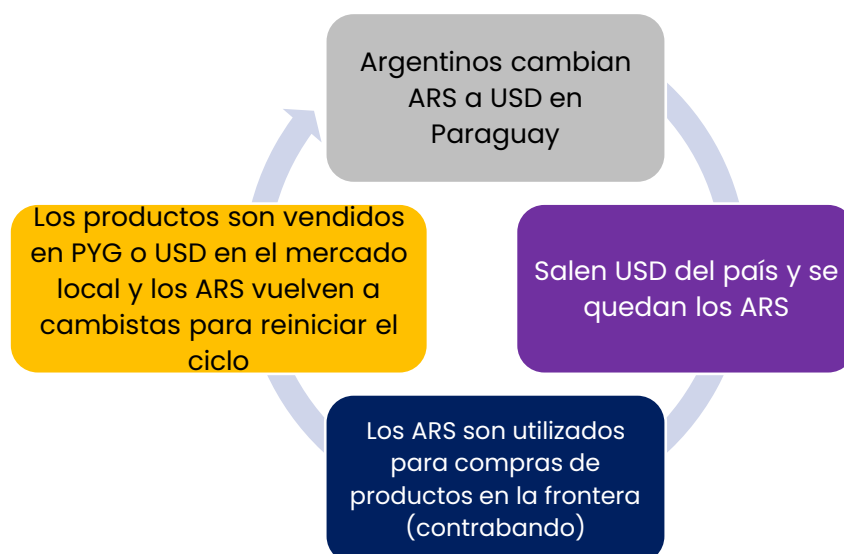 Argentinos cambian
ARS a USD en
Paraguay
Salen USD del país y se
quedan los ARS
Los ARS son utilizados
para compras de
productos en la frontera
(contrabando)
Los productos son vendidos
en PYG o USD en el mercado
local y los ARS vuelven a
cambistas para reiniciar el
ciclo